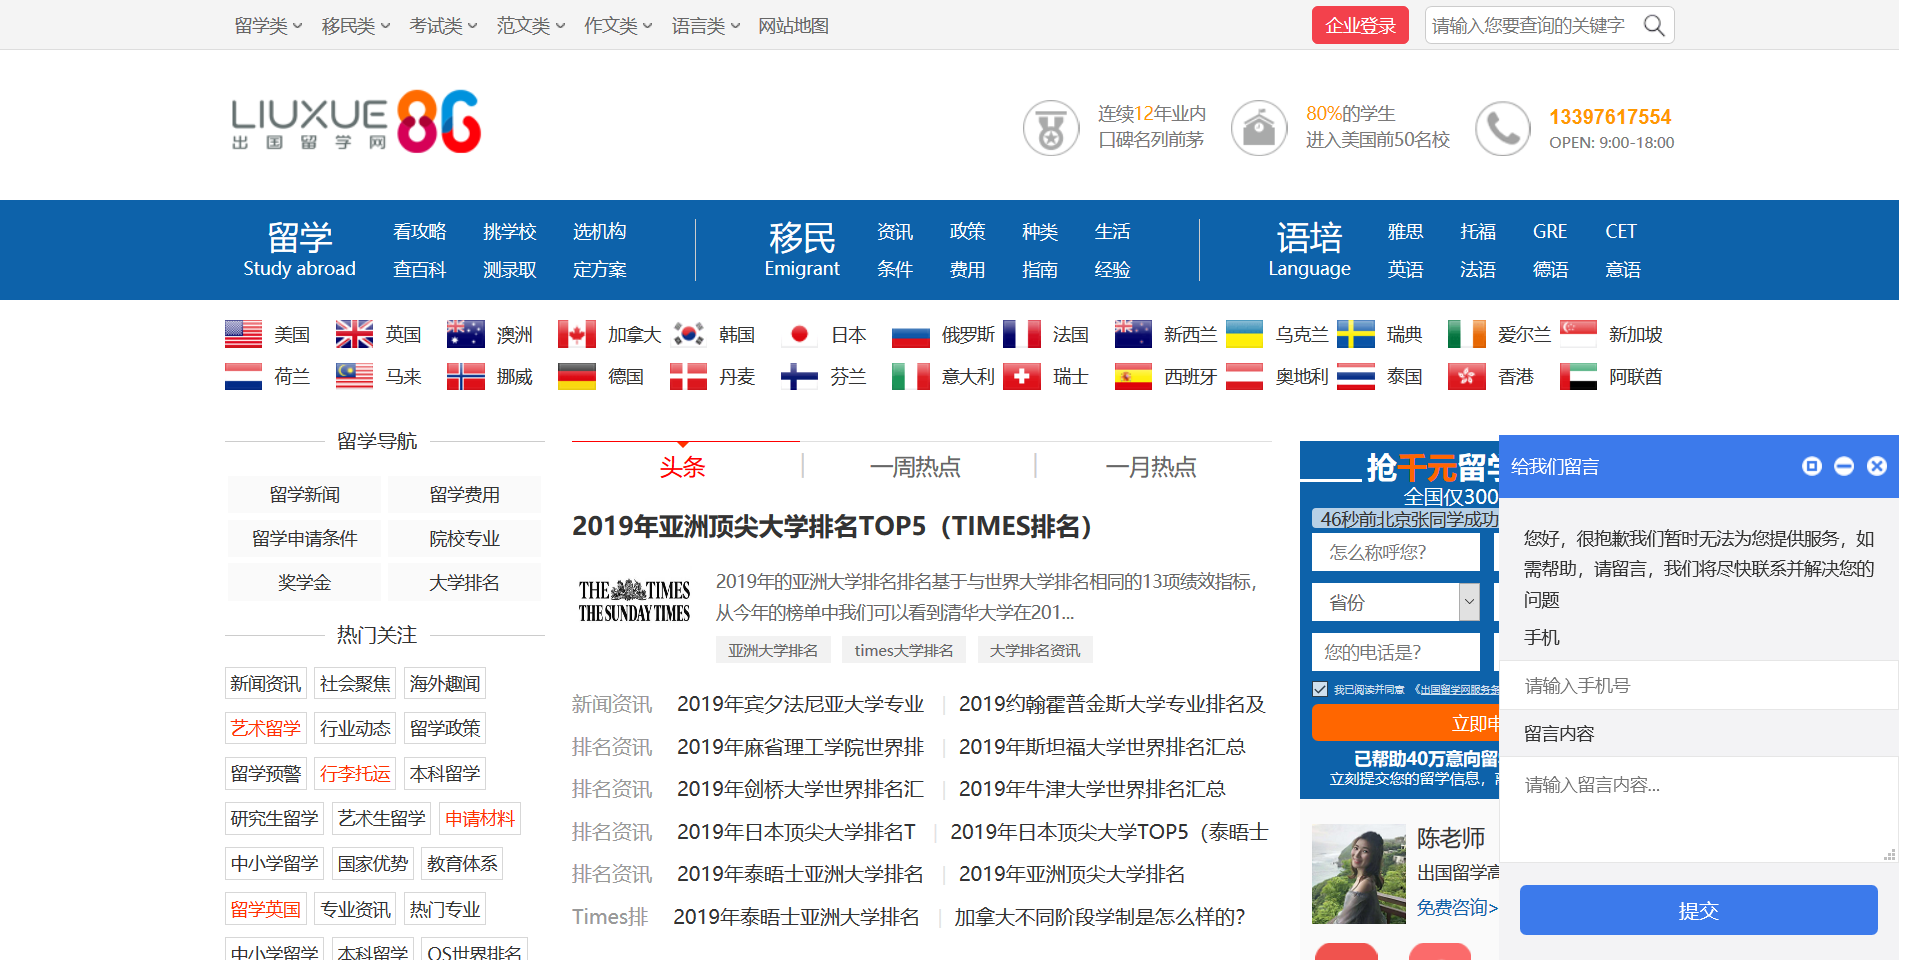 留学类 移民类 考试类 范文类 作文类 语言类 网站地图
企业登录 请输入您要查询的关键字
LIUXUE 86
出国留学网
连续12年业内
口碑名列前茅
80%的学生
进入美国前50名校
13397617554
OPEN: 9:00-18:00
留学 看攻略 挑学校 选机构
Study abroad 查百科 测录取 定方案
移民 资讯 政策 种类 生活
Emigrant 条件 费用 指南 经验
语培 雅思 托福 GRE CET
Language 英语 法语 德语 意语
美国 英国 澳洲 加拿大 韩国 日本 俄罗斯 法国 新西兰 乌克兰 瑞典 爱尔兰 新加坡
荷兰 马来 挪威 德国 丹麦 芬兰 意大利 瑞士 西班牙 奥地利 泰国 香港 阿联酋
留学导航
留学新闻 留学费用
留学申请条件 院校专业
奖学金 大学排名
热门关注
新闻资讯 社会聚焦 海外趣闻
艺术留学 行业动态 留学政策
留学预警 行李托运 本科留学
研究生留学 艺术生留学 申请材料
中小学留学 国家优势 教育体系
留学英国 专业资讯 热门专业
中小学留学 本科留学 QS世界排名
头条 一周热点 一月热点
2019年亚洲顶尖大学排名TOP5（TIMES排名）
THE TIMES
THE SUNDAY TIMES
2019年的亚洲大学排名排名基于与世界大学排名相同的13项绩效指标，
从今年的榜单中我们可以看到清华大学在201...
亚洲大学排名 times大学排名 大学排名资讯
新闻资讯 2019年宾夕法尼亚大学专业 2019约翰霍普金斯大学专业排名及
排名资讯 2019年麻省理工学院世界排 2019年斯坦福大学世界排名汇总
排名资讯 2019年剑桥大学世界排名汇 2019年牛津大学世界排名汇总
排名资讯 2019年日本顶尖大学排名T 2019年日本顶尖大学TOP5（泰晤士
排名资讯 2019年泰晤士亚洲大学排名 2019年亚洲顶尖大学排名
Times排 2019年泰晤士亚洲大学排名 加拿大不同阶段学制是怎么样的?
抢千元留学
全国仅300
46秒前北京张同学成功
怎么称呼您?
省份
您的电话是?
我已阅读并同意 《出国留学网服务条
立即申
已帮助40万意向留
立刻提交您的留学信息，
陈老师
出国留学高
免费咨询>
给我们留言
您好，很抱歉我们暂时无法为您提供服务，如
需帮助，请留言，我们将尽快联系并解决您的
问题
手机
请输入手机号
留言内容
请输入留言内容...
提交